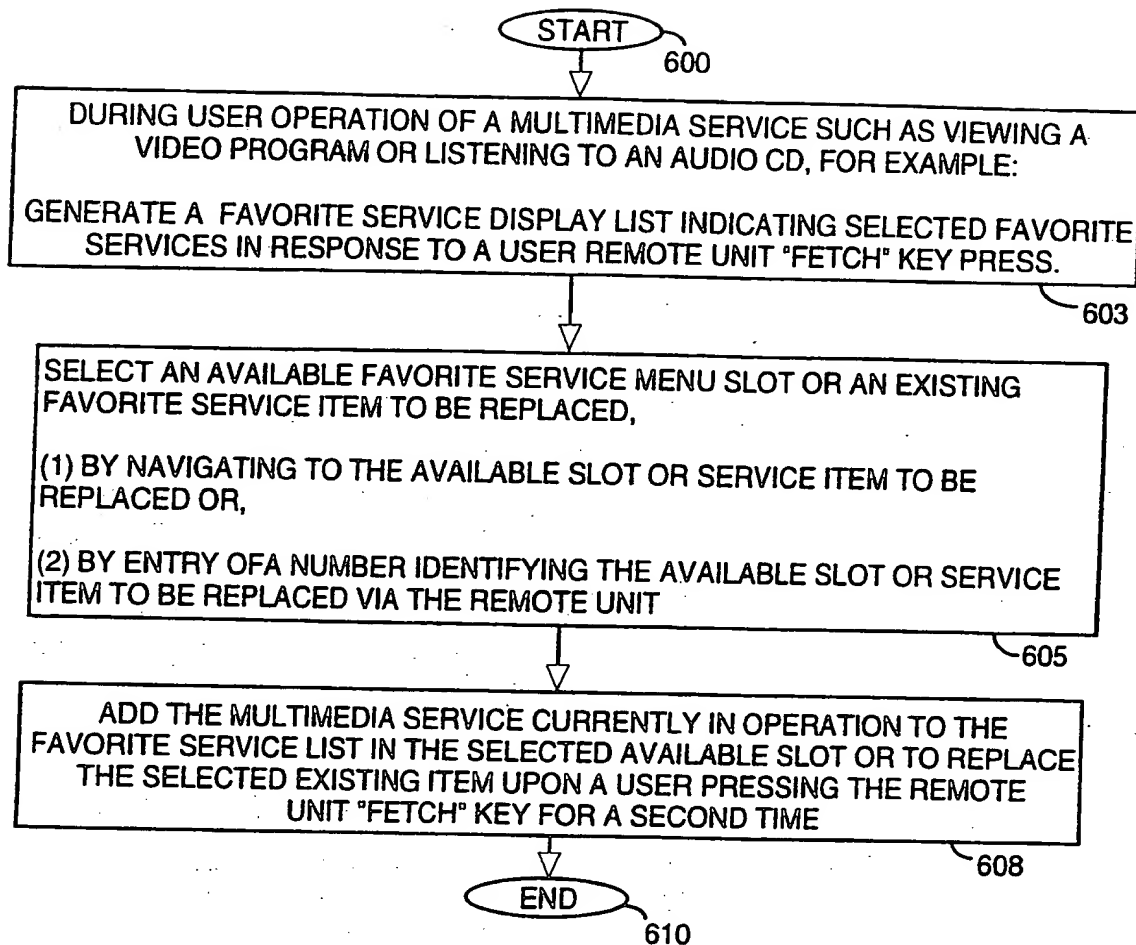 START
600
DURING USER OPERATION OF A MULTIMEDIA SERVICE SUCH AS VIEWING A
VIDEO PROGRAM OR LISTENING TO AN AUDIO CD, FOR EXAMPLE:
GENERATE A FAVORITE SERVICE DISPLAY LIST INDICATING SELECTED FAVORITE
SERVICES IN RESPONSE TO A USER REMOTE UNIT "FETCH" KEY PRESS.
603
SELECT AN AVAILABLE FAVORITE SERVICE MENU SLOT OR AN EXISTING
FAVORITE SERVICE ITEM TO BE REPLACED,
(1) BY NAVIGATING TO THE AVAILABLE SLOT OR SERVICE ITEM TO BE
REPLACED OR,
(2) BY ENTRY OFA NUMBER IDENTIFYING THE AVAILABLE SLOT OR SERVICE
ITEM TO BE REPLACED VIA THE REMOTE UNIT
605
ADD THE MULTIMEDIA SERVICE CURRENTLY IN OPERATION TO THE
FAVORITE SERVICE LIST IN THE SELECTED AVAILABLE SLOT OR TO REPLACE
THE SELECTED EXISTING ITEM UPON A USER PRESSING THE REMOTE
UNIT "FETCH" KEY FOR A SECOND TIME
608
END
610